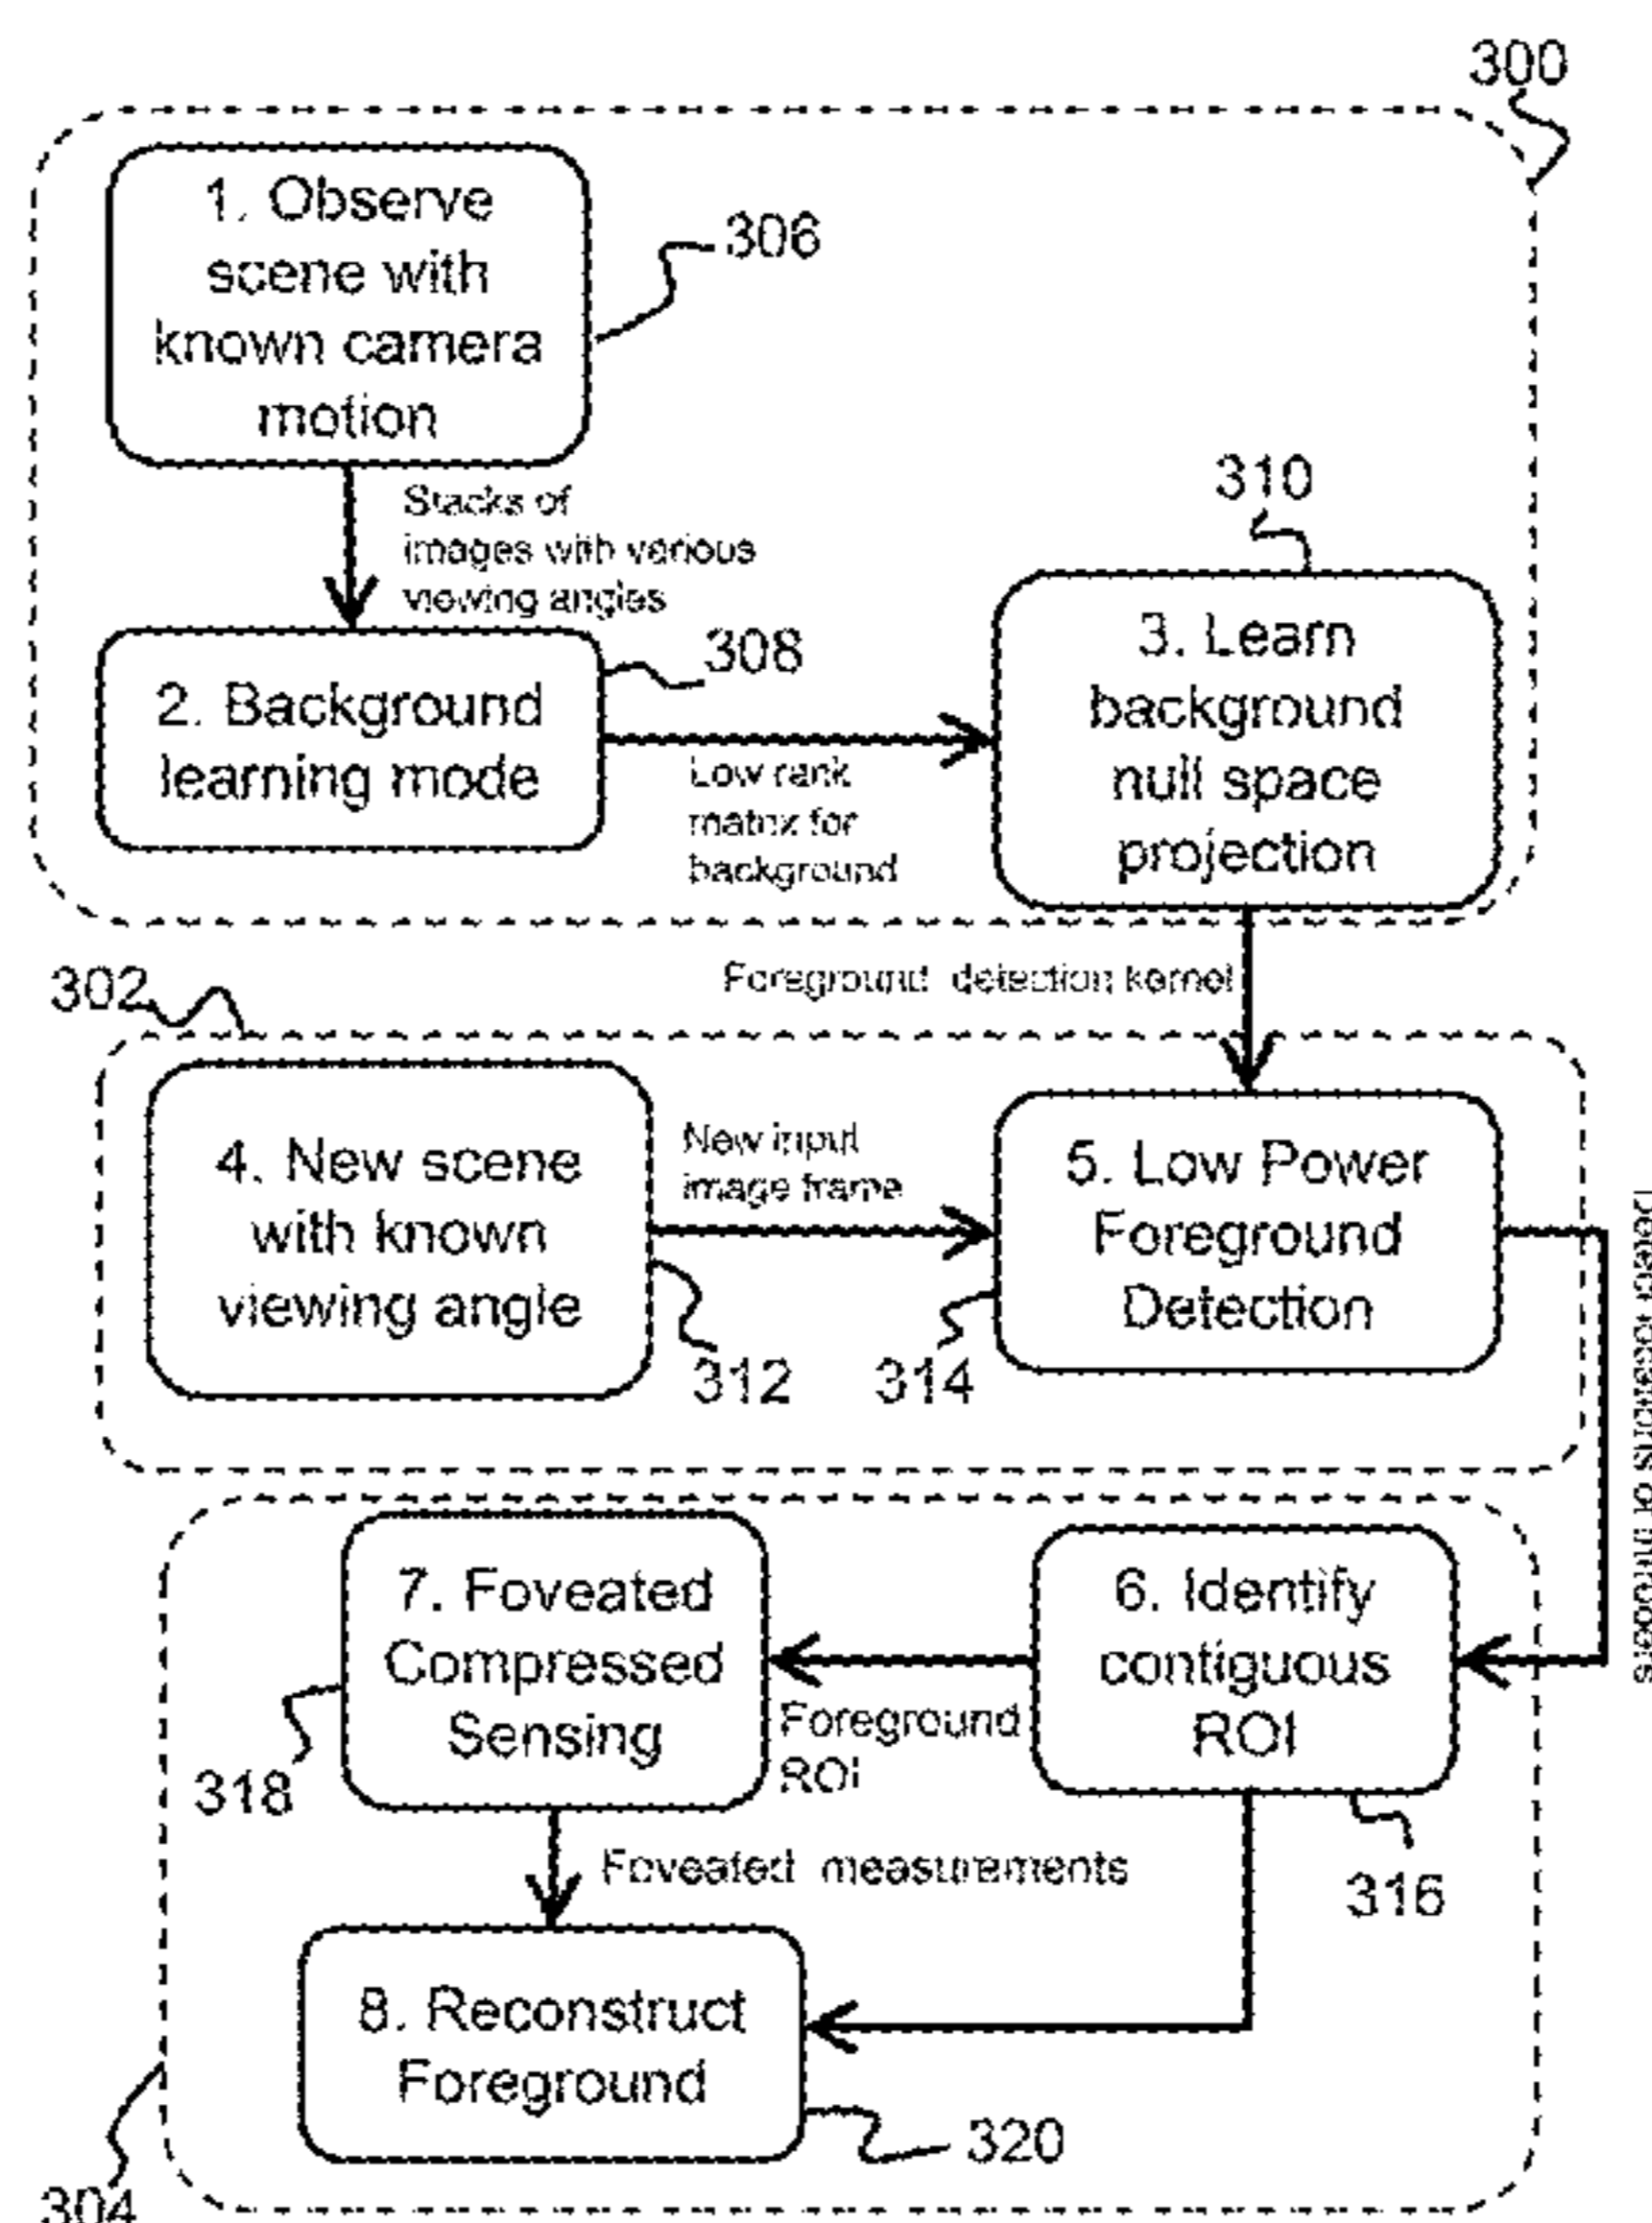 300
1. Observe
scene with
known camera
motion
306
Stacks of
images with various
viewing angles
310
2. Background
learning mode
308
Low rank
matrix for
background
3. Learn
background
null space
projection
Foreground detection kernel
302
4. New scene
with known
viewing angle
312
New input
image frame
5. Low Power
Foreground
Detection
314
locations of intruders
7. Foveated
Compressed
Sensing
318
Foreground
ROI
6. Identify
contiguous
ROI
316
Foveated measurements
8. Reconstruct
Foreground
320
304